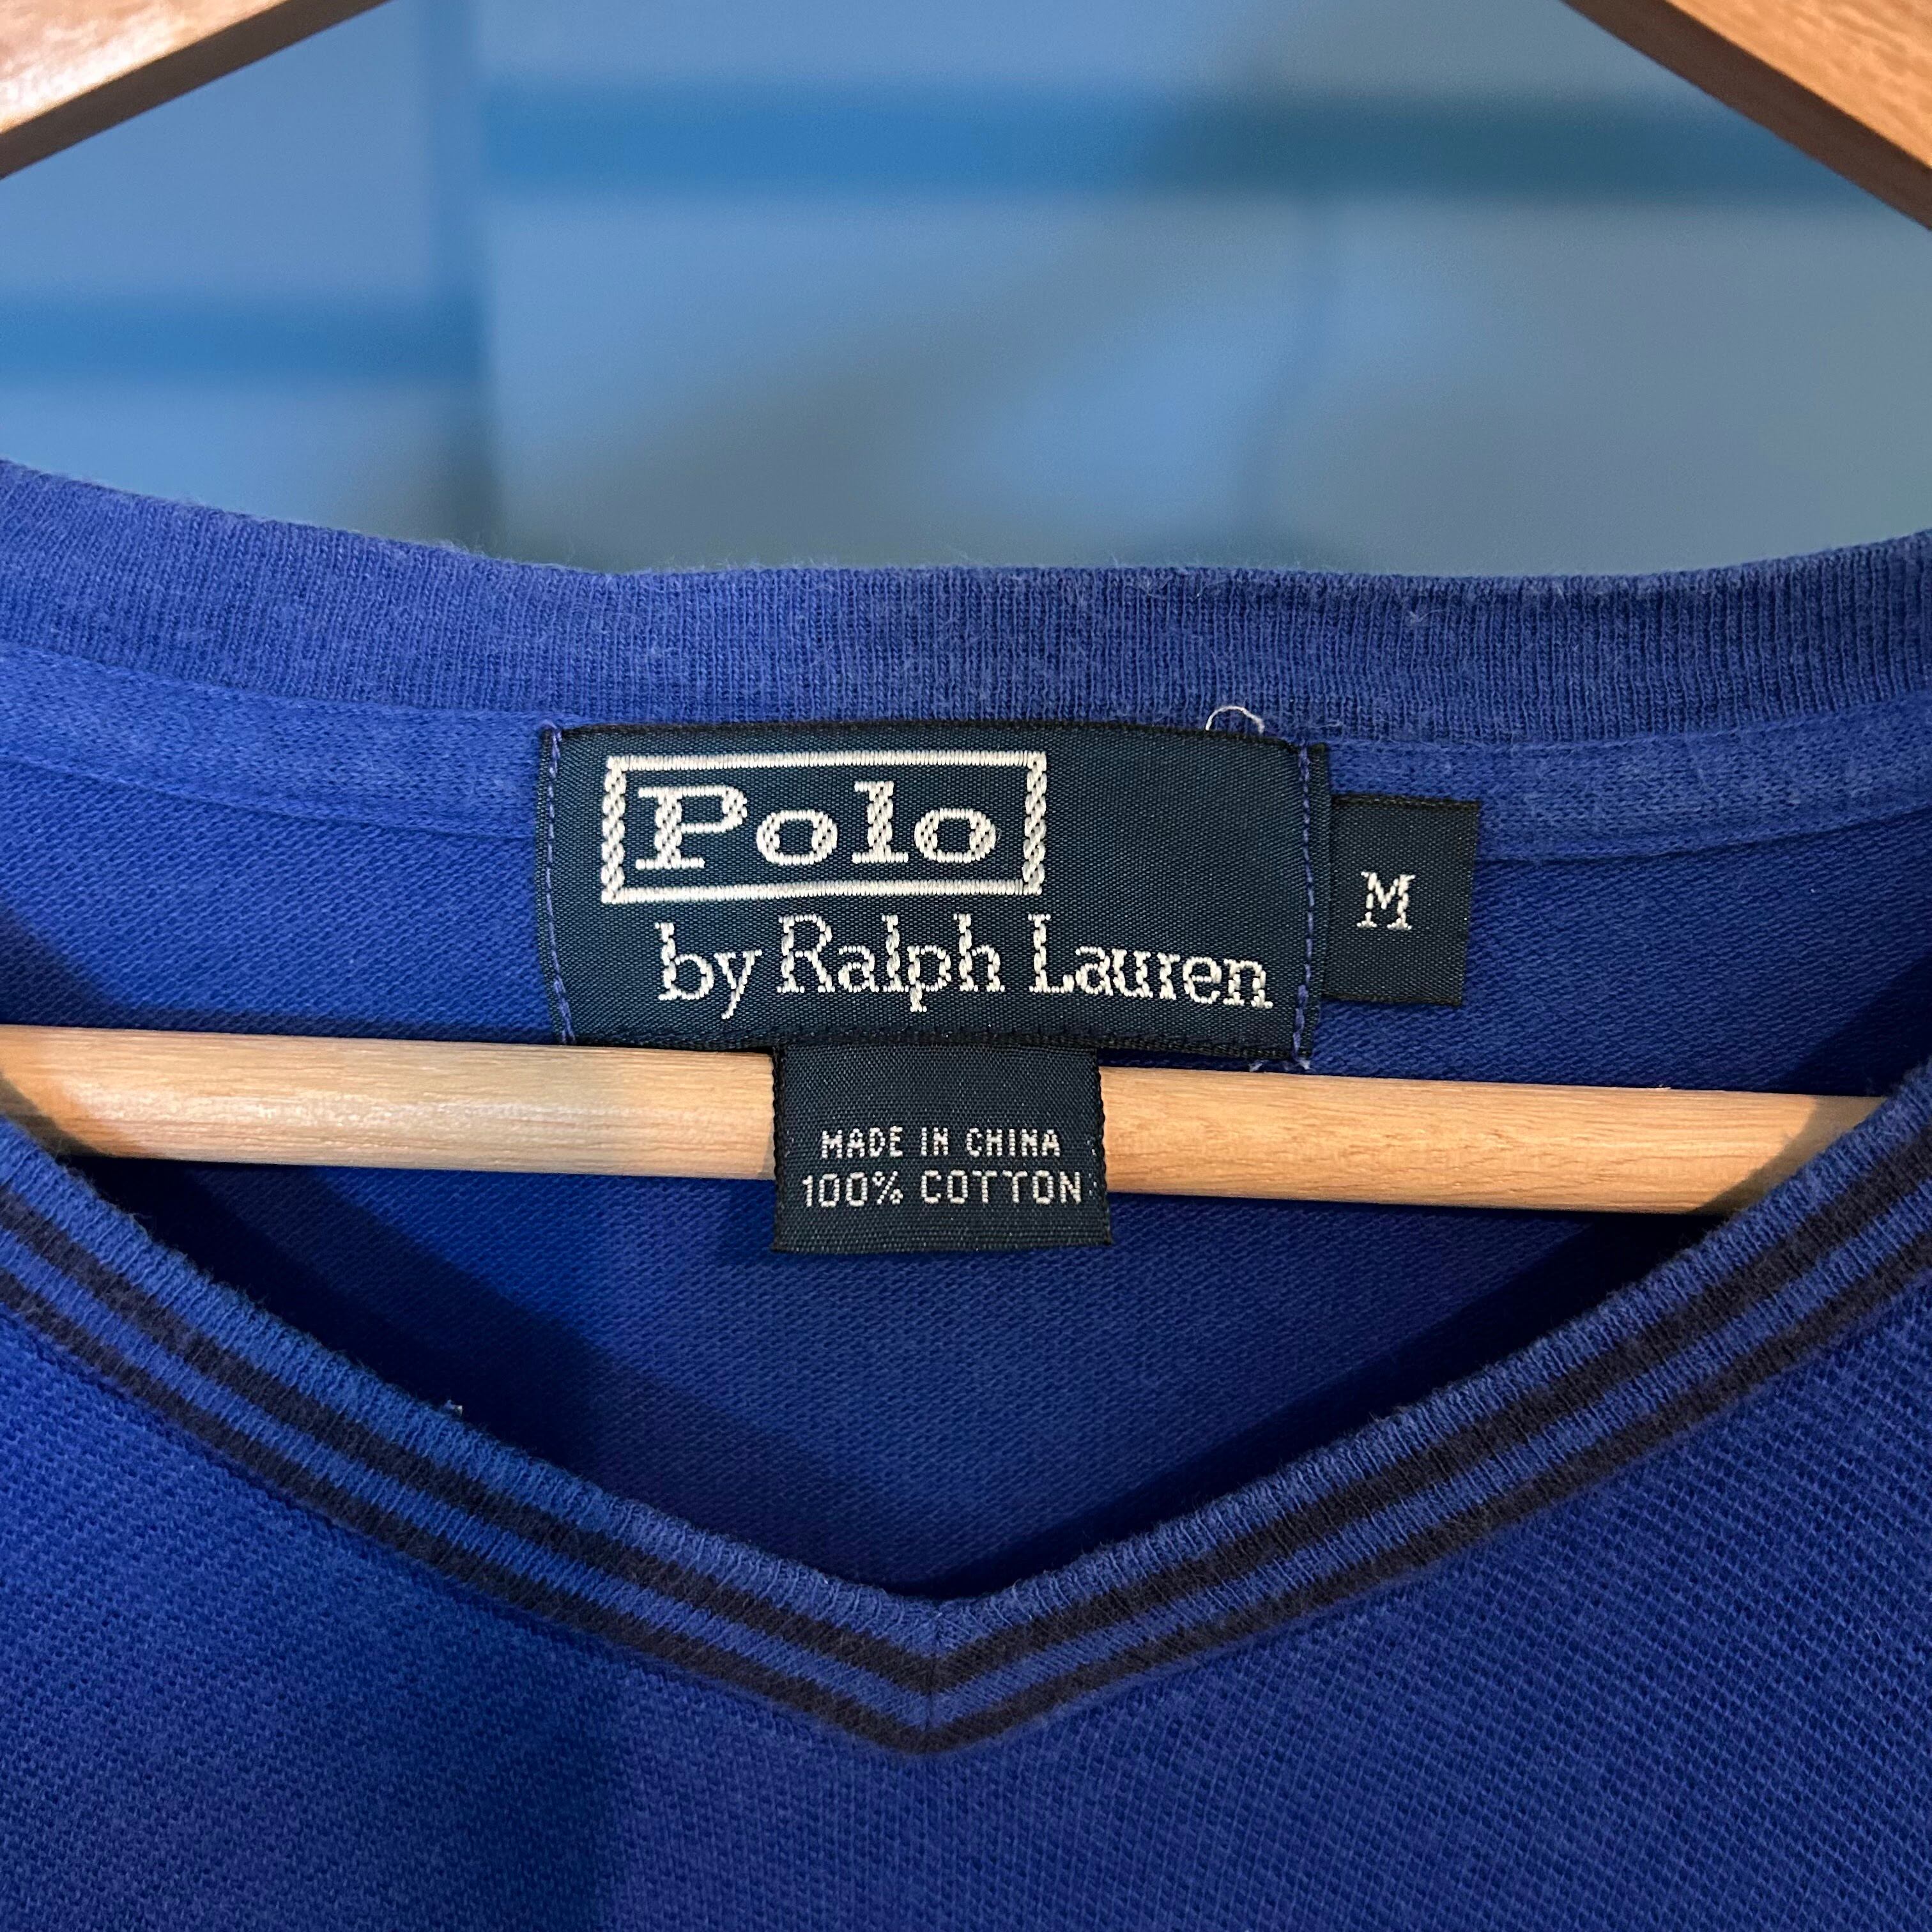 Polo
by Ralph Lauren
M
MADE IN CHINA
100% COTTON